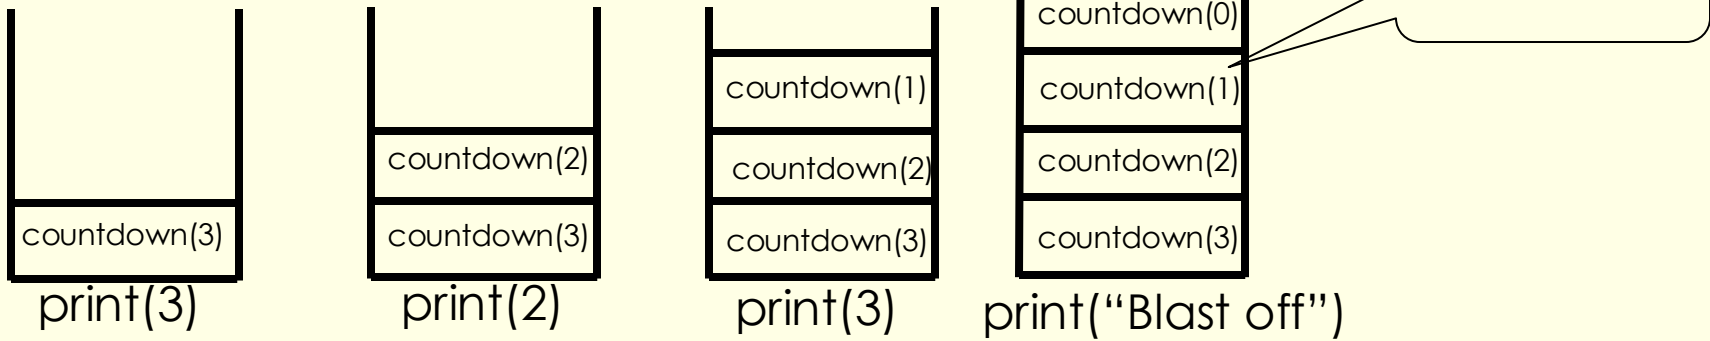 countdown(3)
print(3)
countdown(2)
countdown(3)
print(2)
countdown(1)
countdown(2)
countdown(3)
print(3)
countdown(0)
countdown(1)
countdown(2)
countdown(3)
print(“Blast off”)